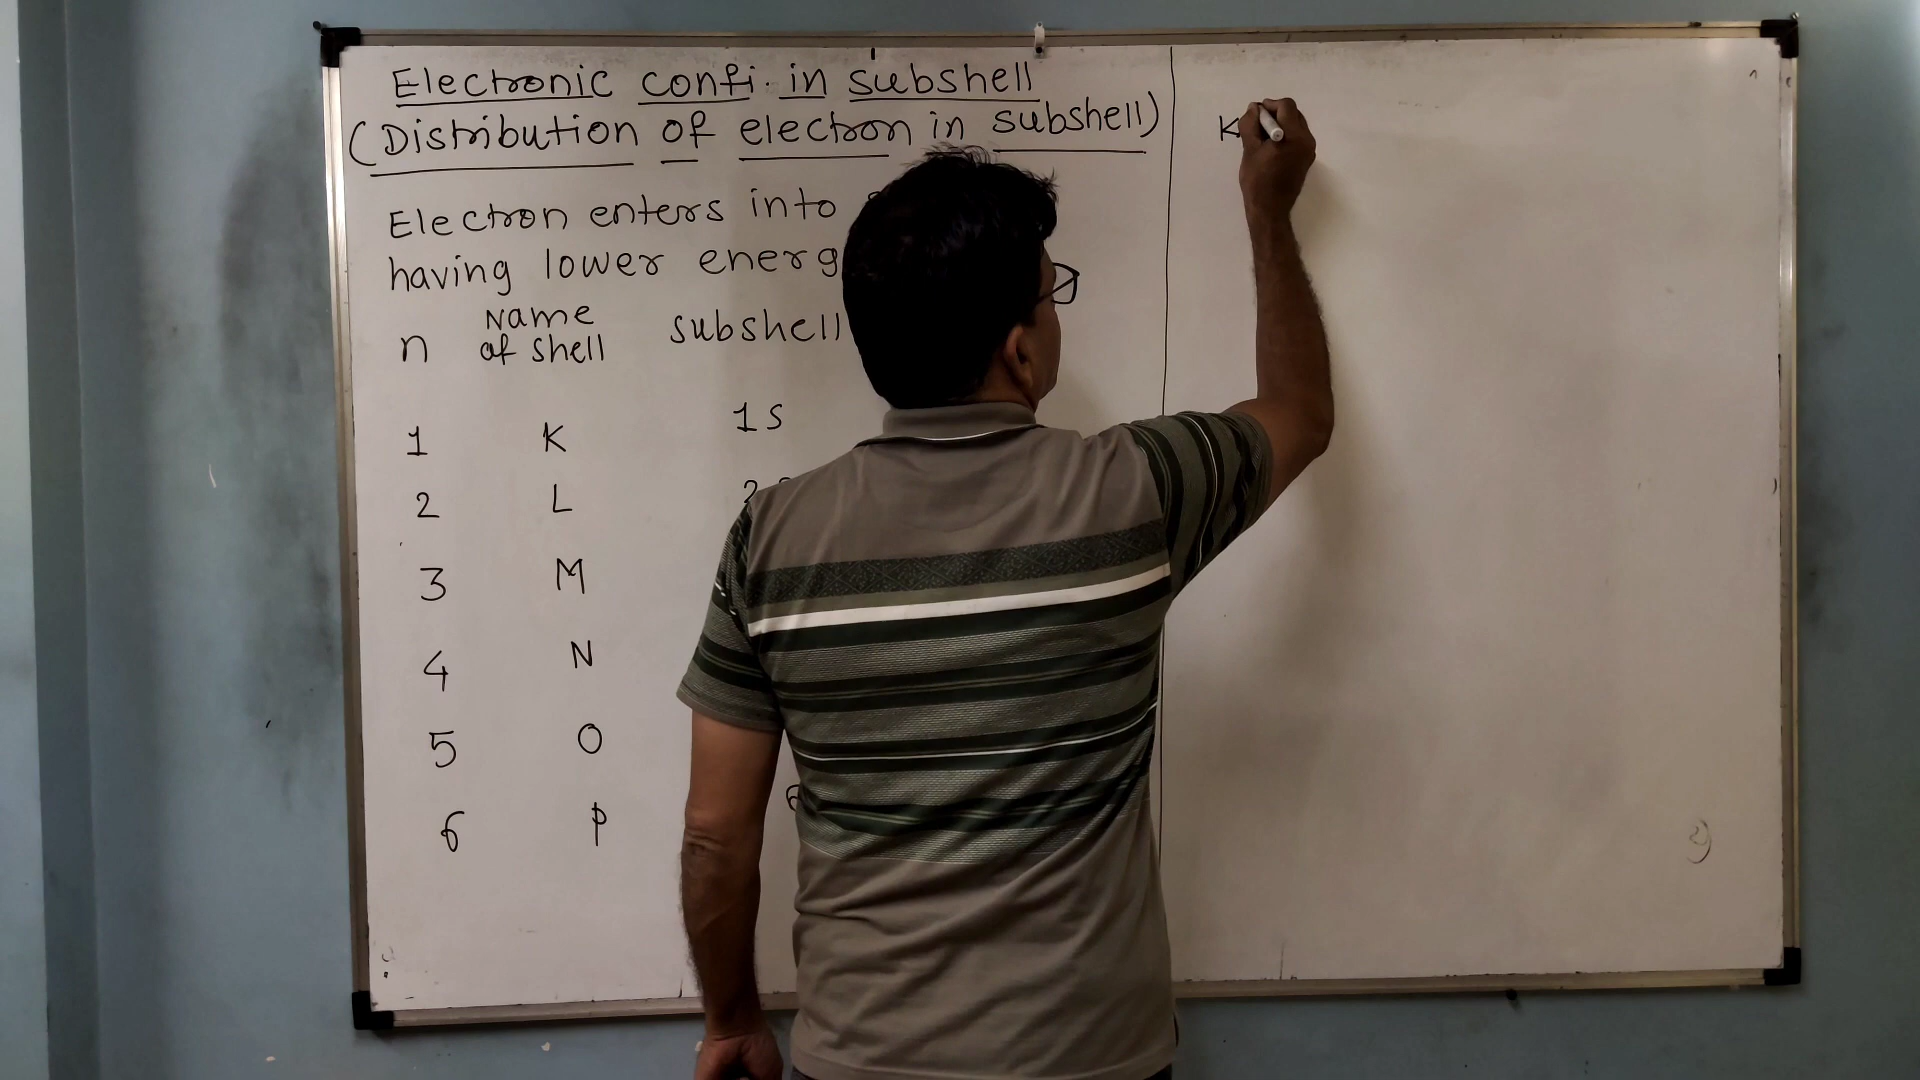 Electronic confi. in subshell
(Distribution of electron in subshell)
Electron enters into
having lower energ
n Name of shell subshell
1 K 1s
2 L 2
3 M
4 N
5 O
6 P
K